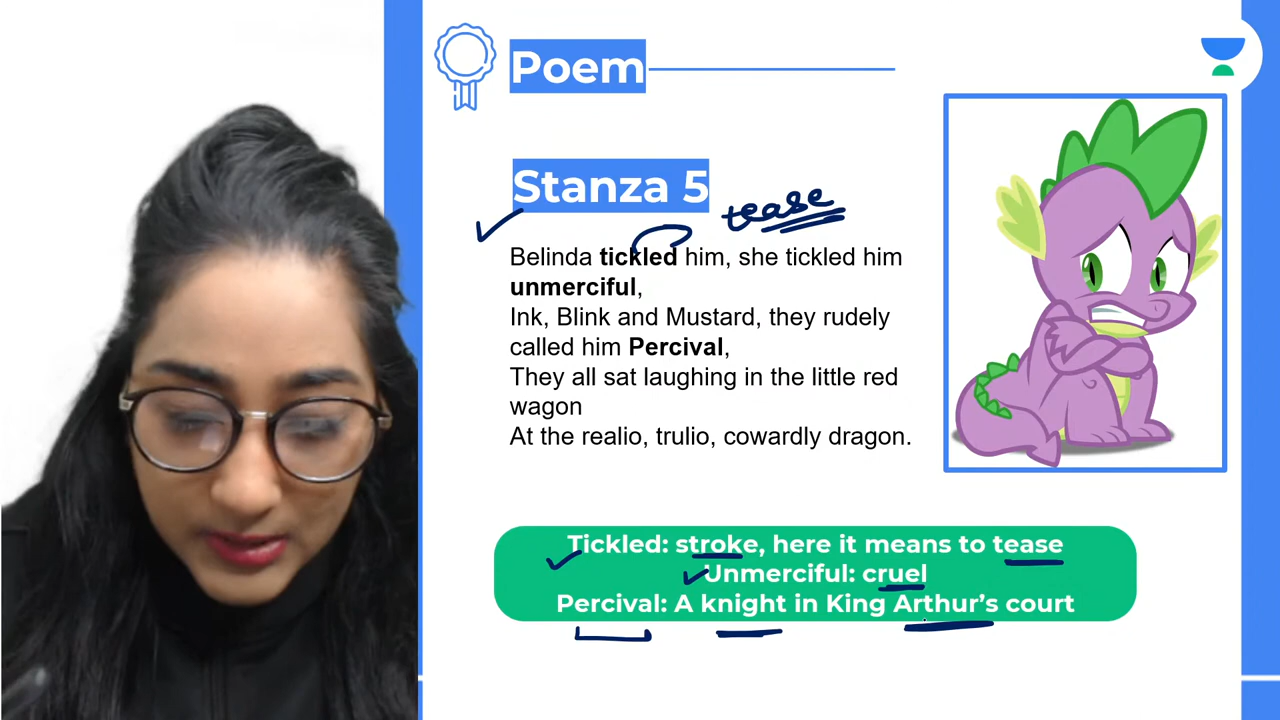 Poem
Stanza 5
tease
Belinda tickled him, she tickled him
unmerciful,
Ink, Blink and Mustard, they rudely
called him Percival,
They all sat laughing in the little red
wagon
At the realio, trulio, cowardly dragon.
Tickled: stroke, here it means to tease
Unmerciful: cruel
Percival: A knight in King Arthur's court